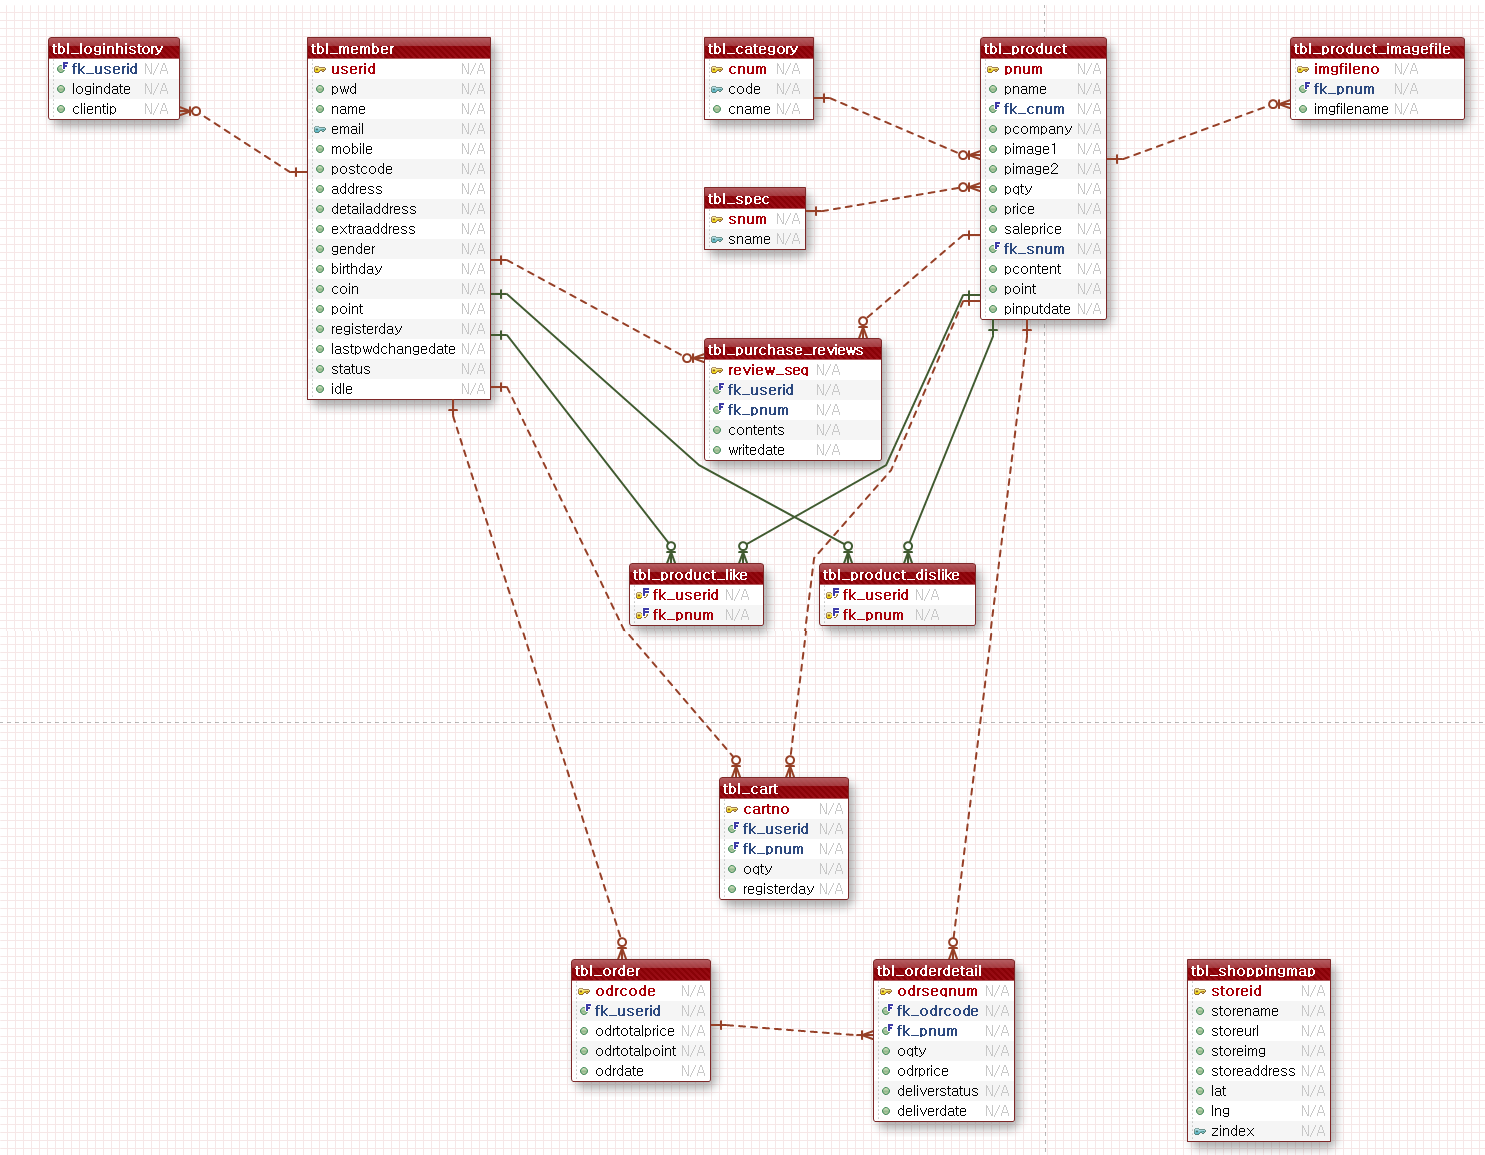 tbl_loginhistory
fk_userid N/A
logindate N/A
clientip N/A
tbl_member
userid N/A
pwd N/A
name N/A
email N/A
mobile N/A
postcode N/A
address N/A
detailaddress N/A
extraaddress N/A
gender N/A
birthday N/A
coin N/A
point N/A
registerday N/A
lastpwdchangedate N/A
status N/A
idle N/A
tbl_category
cnum N/A
code N/A
cname N/A
tbl_spec
snum N/A
sname N/A
tbl_product
pnum N/A
pname N/A
fk_cnum N/A
pcompany N/A
pimage1 N/A
pimage2 N/A
pqty N/A
price N/A
saleprice N/A
fk_snum N/A
pcontent N/A
point N/A
pinputdate N/A
tbl_product_imagefile
imgfileno N/A
fk_pnum N/A
imgfilename N/A
tbl_purchase_reviews
review_seq N/A
fk_userid N/A
fk_pnum N/A
contents N/A
writedate N/A
tbl_product_like
fk_userid N/A
fk_pnum N/A
tbl_product_dislike
fk_userid N/A
fk_pnum N/A
tbl_cart
cartno N/A
fk_userid N/A
fk_pnum N/A
oqty N/A
registerday N/A
tbl_order
odrcode N/A
fk_userid N/A
odrtotalprice N/A
odrtotalpoint N/A
odrdate N/A
tbl_orderdetail
odrseqnum N/A
fk_odrcode N/A
fk_pnum N/A
oqty N/A
odrprice N/A
deliverstatus N/A
deliverdate N/A
tbl_shoppingmap
storeid N/A
storename N/A
storeurl N/A
storeimg N/A
storeaddress N/A
lat N/A
lng N/A
zindex N/A